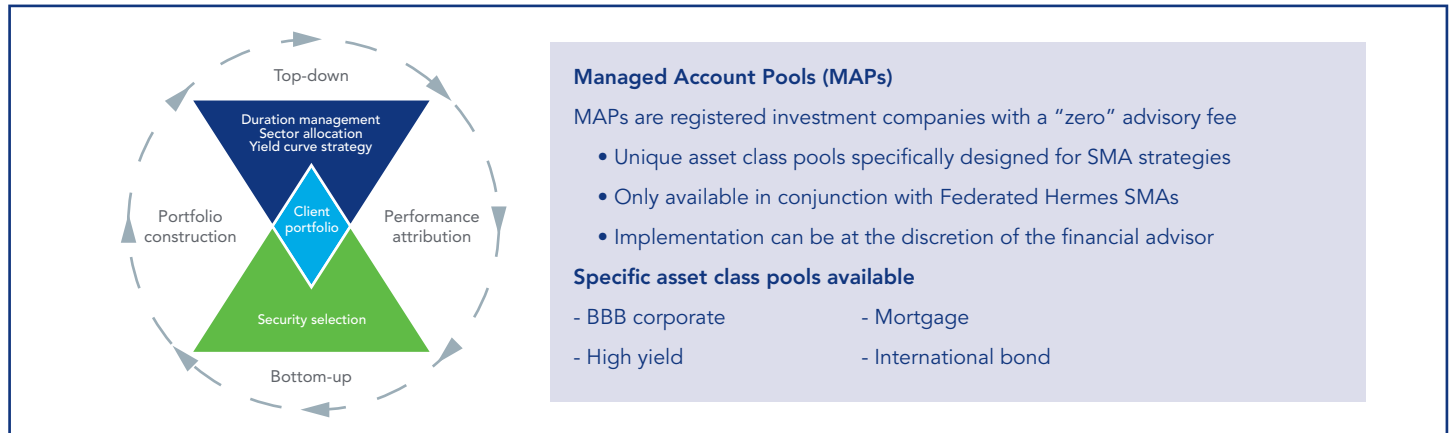 Top-down
Duration management
Sector allocation
Yield curve strategy
Portfolio
construction
Client
portfolio
Performance
attribution
Security selection
Bottom-up
Managed Account Pools (MAPs)
MAPs are registered investment companies with a “zero” advisory fee
• Unique asset class pools specifically designed for SMA strategies
• Only available in conjunction with Federated Hermes SMAs
• Implementation can be at the discretion of the financial advisor
Specific asset class pools available
- BBB corporate - Mortgage
- High yield - International bond